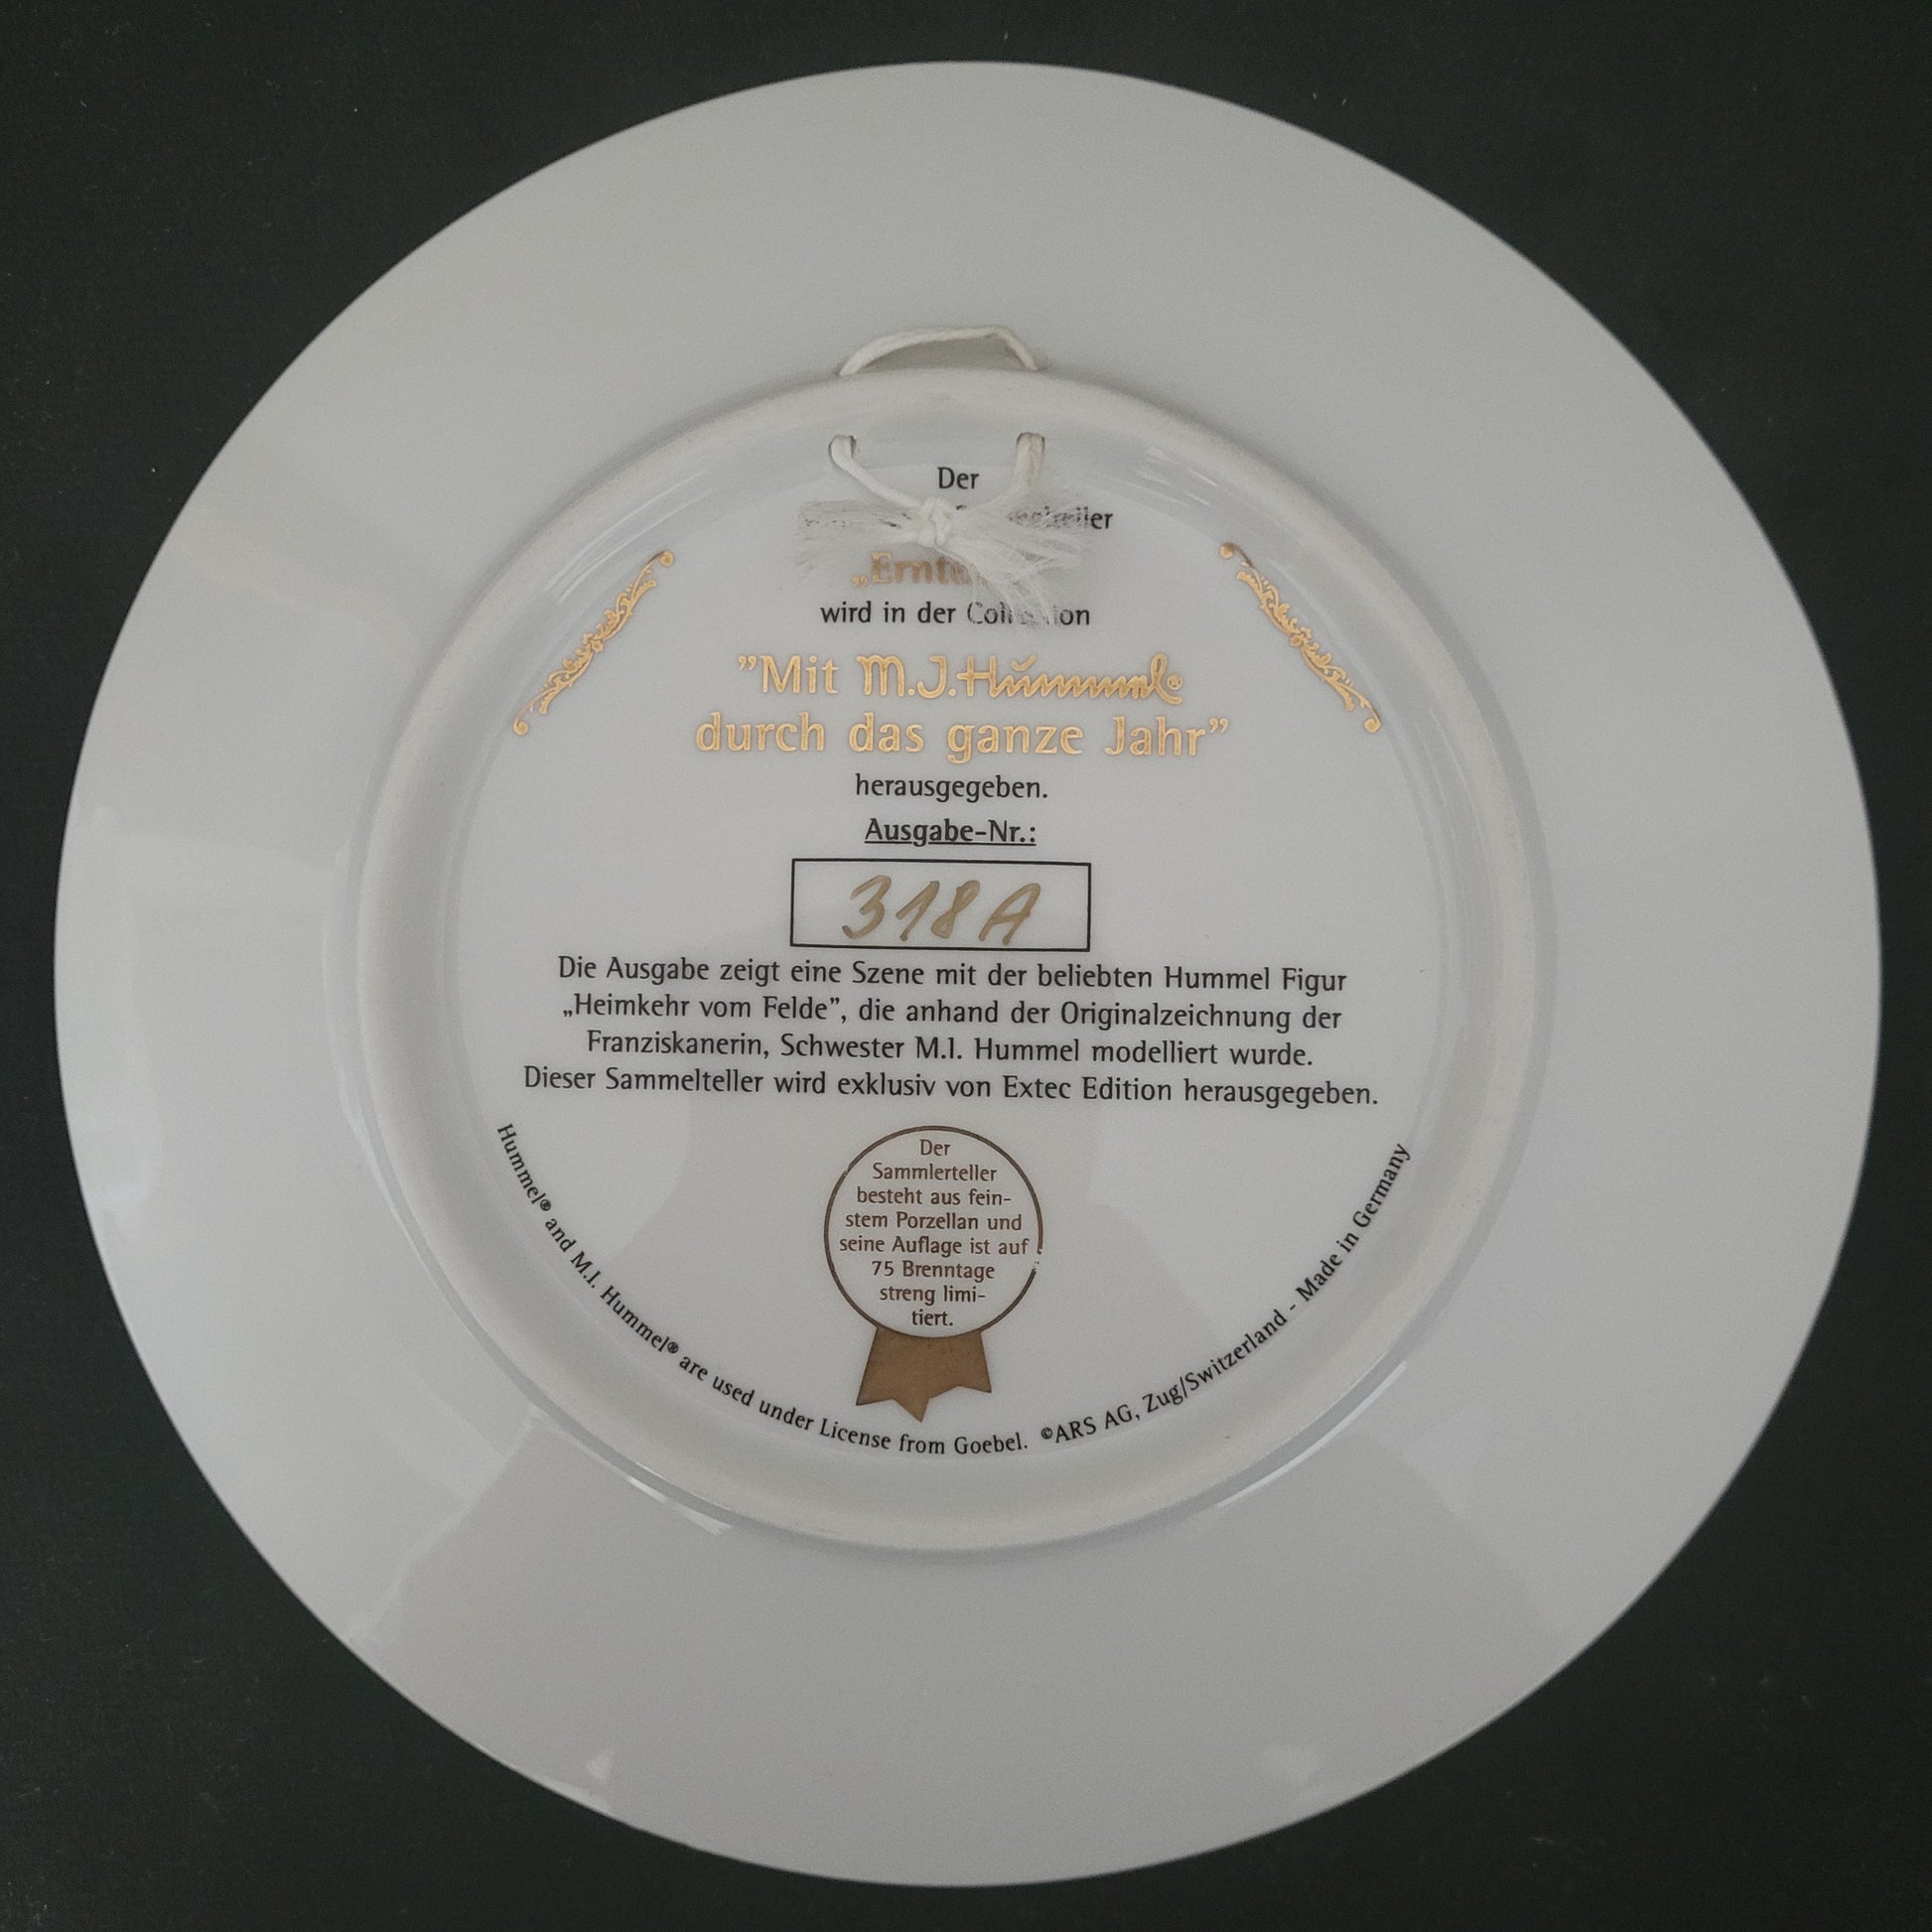 Der
„Ernte
wird in der Collection
”Mit M.J. Hummel®
durch das ganze Jahr”
herausgegeben.
Ausgabe-Nr.:
318A
Die Ausgabe zeigt eine Szene mit der beliebten Hummel Figur
„Heimkehr vom Felde”, die anhand der Originalzeichnung der
Franziskanerin, Schwester M.I. Hummel modelliert wurde.
Dieser Sammelteller wird exklusiv von Extec Edition herausgegeben.
Der
Sammlerteller
besteht aus fein-
stem Porzellan und
seine Auflage ist auf
75 Brenntage
streng limi-
tiert.
Hummel® and M.I. Hummel® are used under License from Goebel. ©ARS AG, Zug/Switzerland - Made in Germany